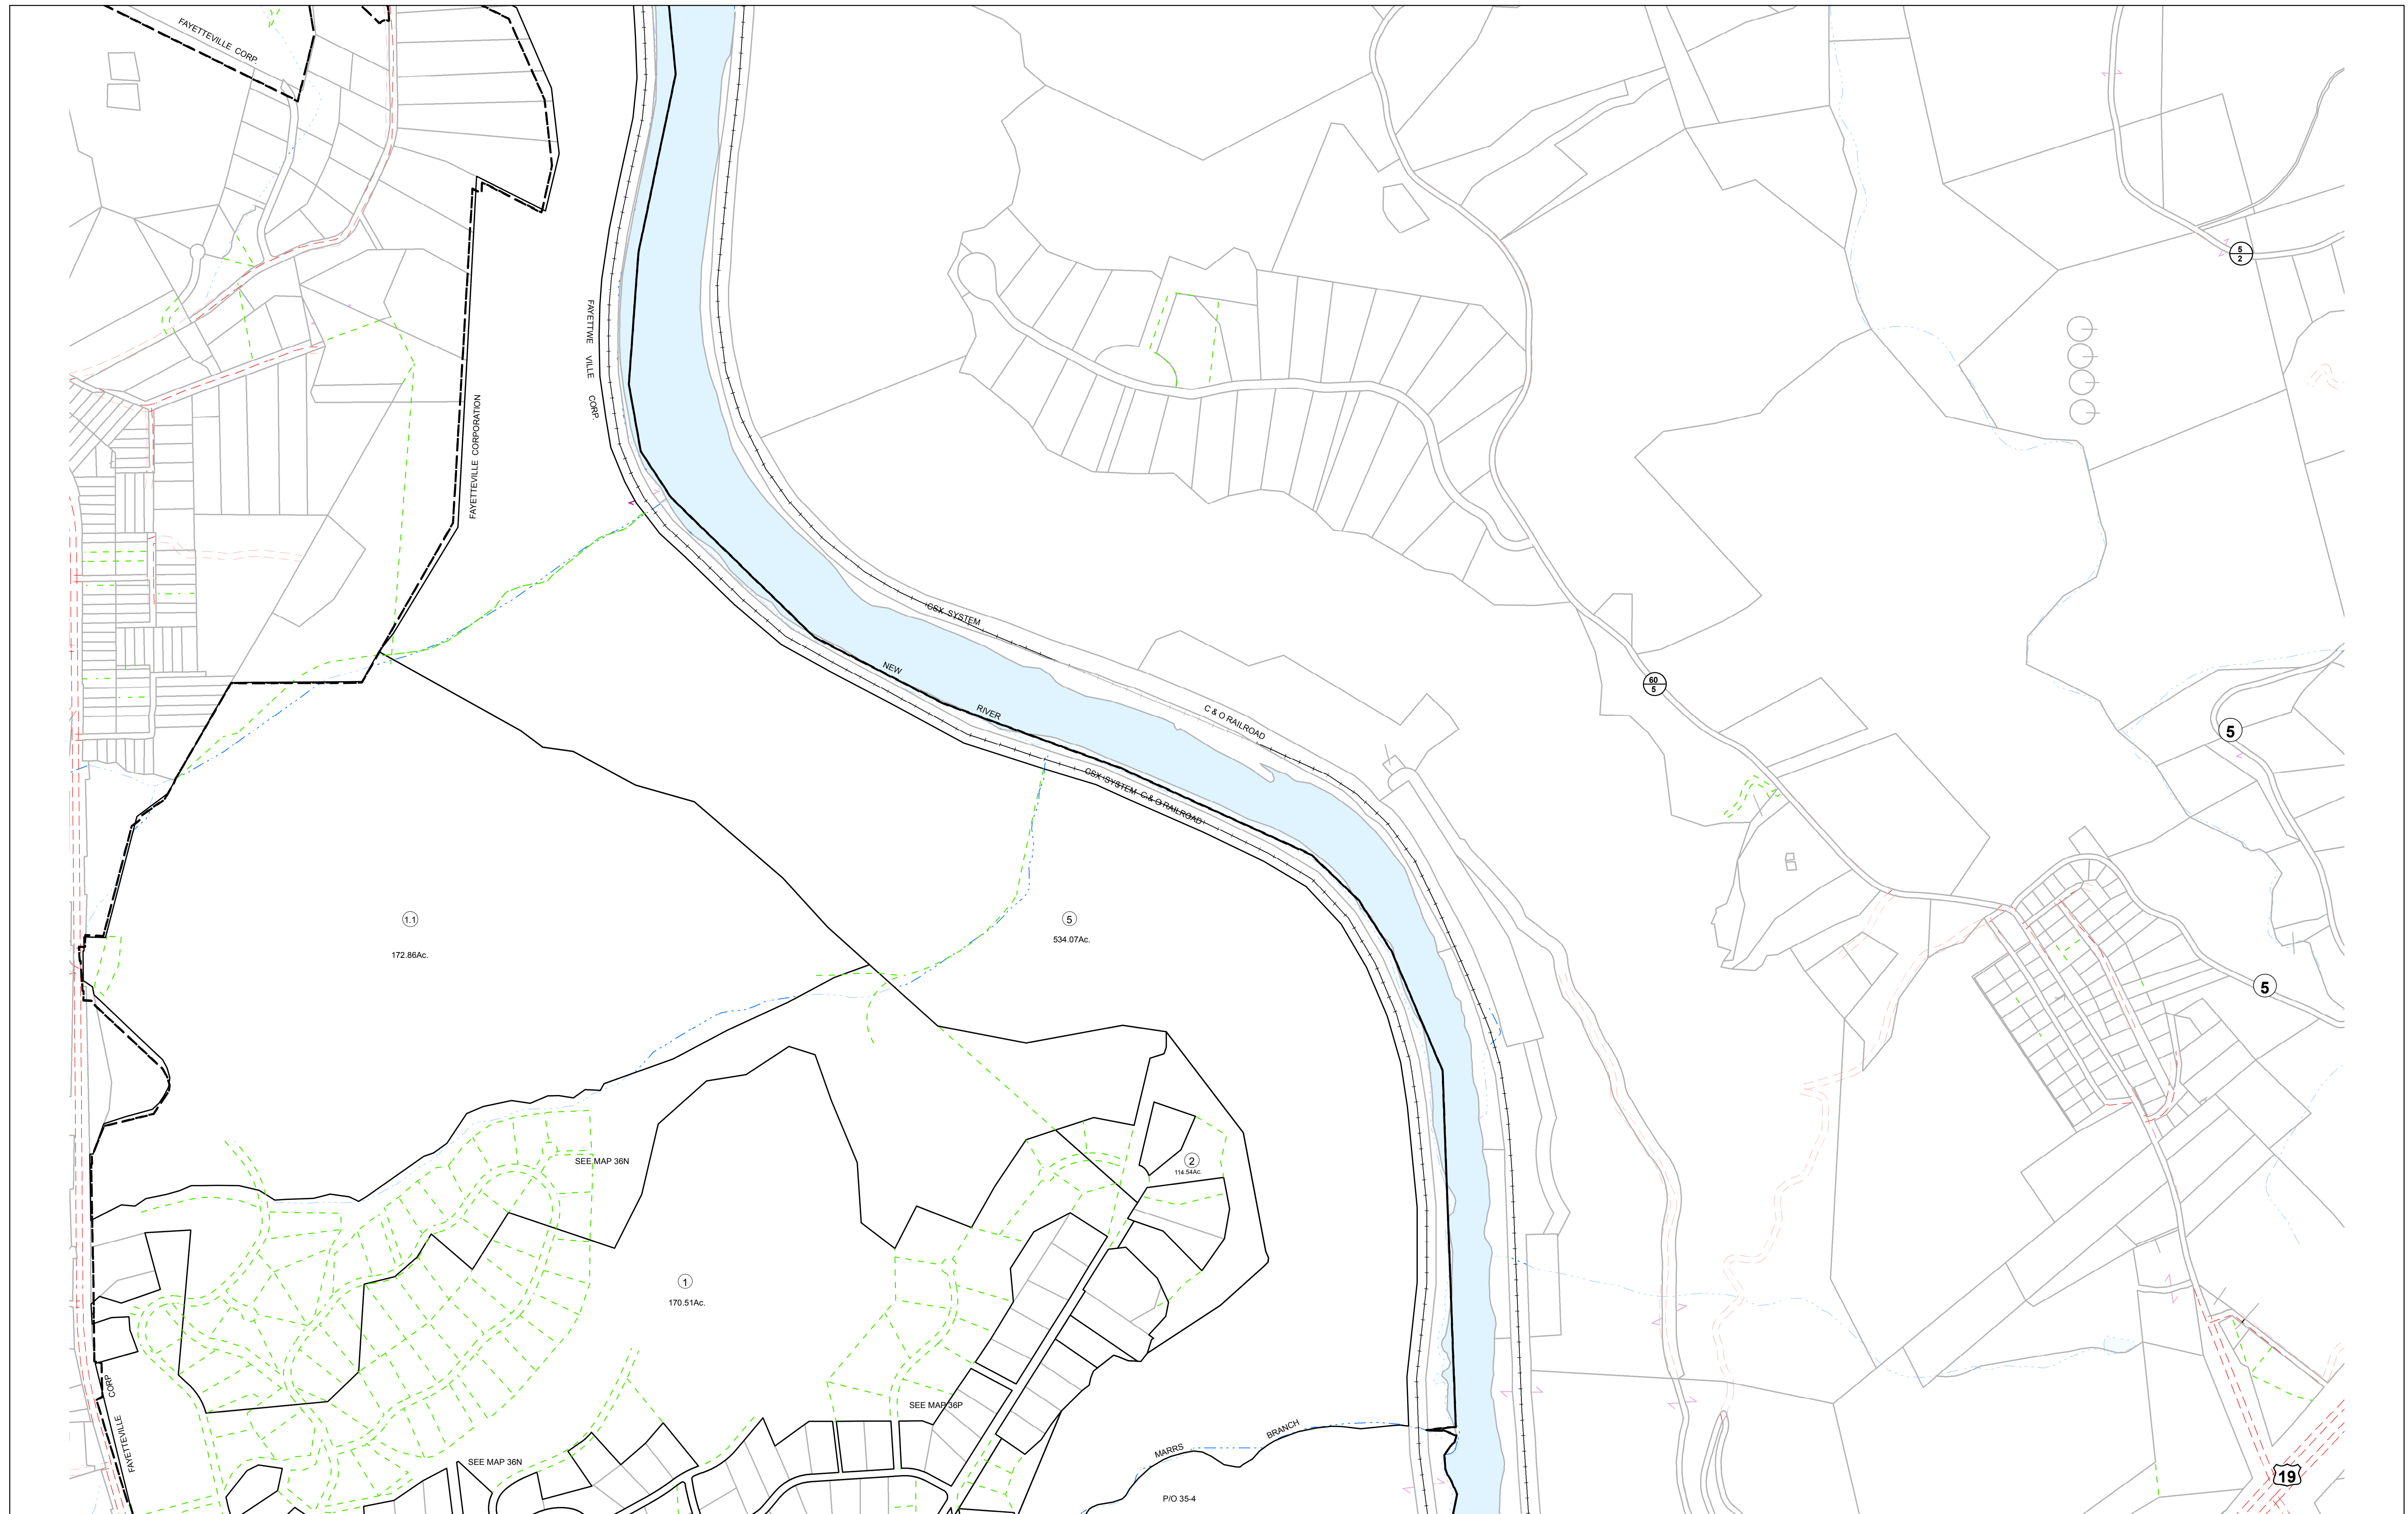 FAYETTEVILLE CORP.
5
2
FAYETTWE VILLE CORP.
FAYETTEVILLE CORPORATION
CSX SYSTEM
NEW
RIVER
C & O RAILROAD
60
5
5
CSX SYSTEM C & O RAILROAD
1.1
172.86Ac.
5
534.07Ac.
5
SEE MAP 36N
2
114.54Ac.
1
170.51Ac.
FAYETTEVILLE CORP
SEE MAP 36P
MARRS BRANCH
SEE MAP 36N
19
P/O 35-4